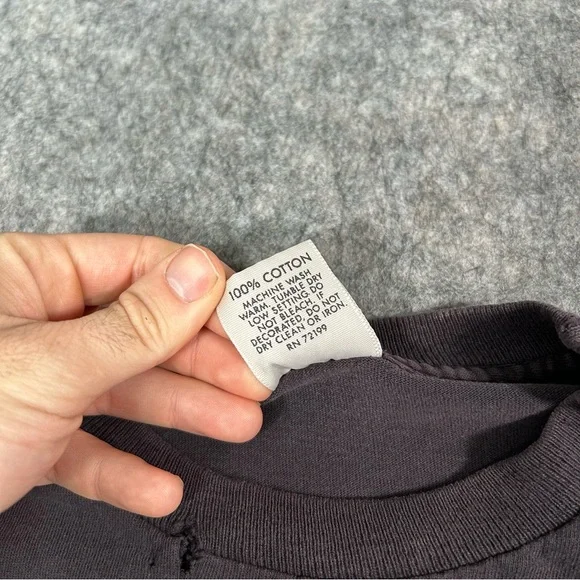 100% COTTON
MACHINE WASH
WARM, TUMBLE DRY
LOW SETTING DO
NOT BLEACH. IF
DECORATED, DO NOT
DRY CLEAN OR IRON.
RN 72199